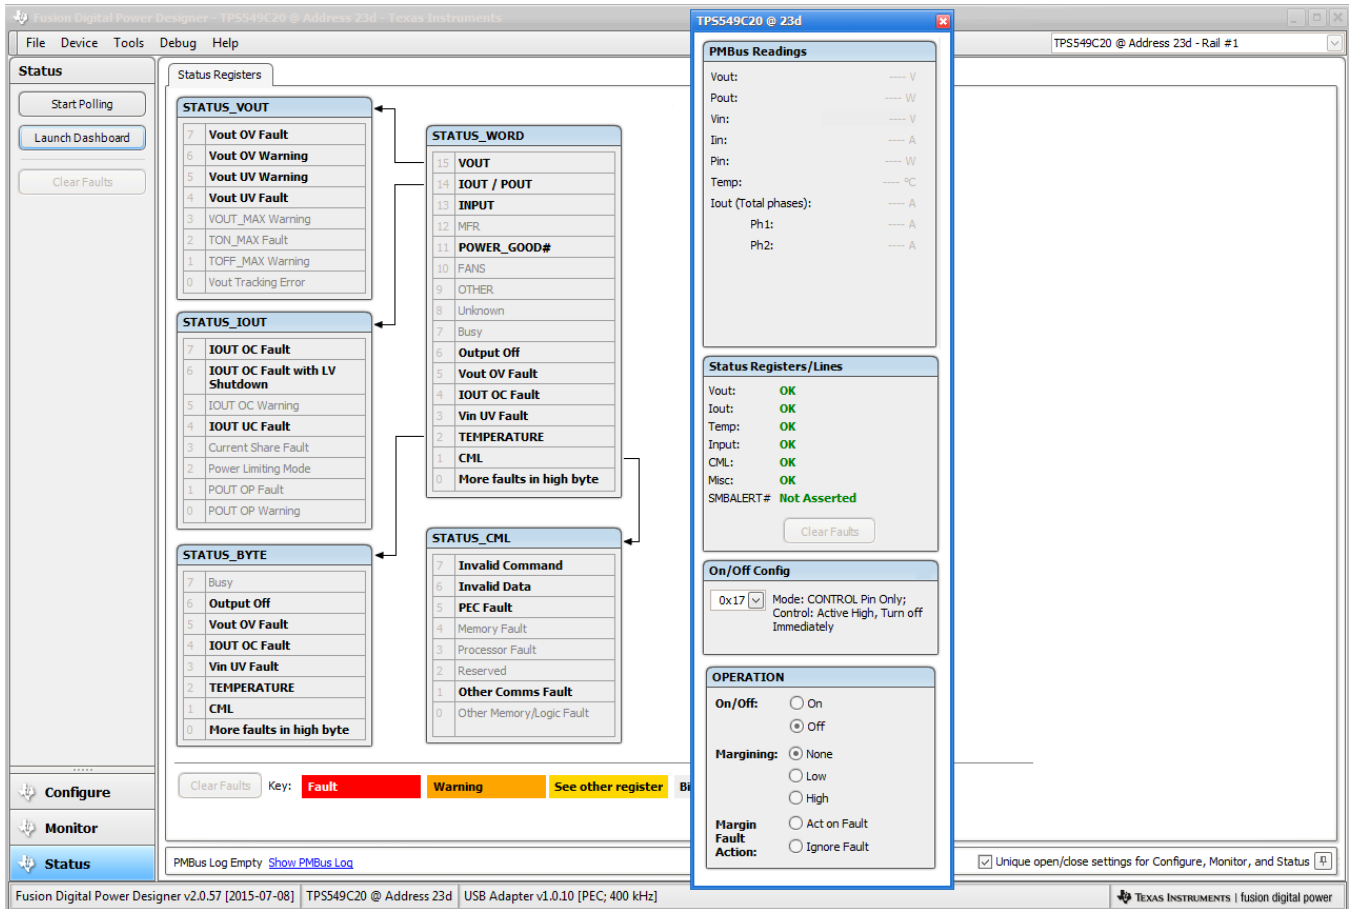 Fusion Digital Power Designer - TPS549C20 @ Address 23d - Texas Instruments
File Device Tools Debug Help
TPS549C20 @ Address 23d - Rail #1
Status
Start Polling
Launch Dashboard
Clear Faults
Configure
Monitor
Status
Status Registers
STATUS_VOUT
7 Vout OV Fault
6 Vout OV Warning
5 Vout UV Warning
4 Vout UV Fault
3 VOUT_MAX Warning
2 TON_MAX Fault
1 TOFF_MAX Warning
0 Vout Tracking Error
STATUS_IOUT
7 IOUT OC Fault
6 IOUT OC Fault with LV
Shutdown
5 IOUT OC Warning
4 IOUT UC Fault
3 Current Share Fault
2 Power Limiting Mode
1 POUT OP Fault
0 POUT OP Warning
STATUS_BYTE
7 Busy
6 Output Off
5 Vout OV Fault
4 IOUT OC Fault
3 Vin UV Fault
2 TEMPERATURE
1 CML
0 More faults in high byte
STATUS_WORD
15 VOUT
14 IOUT / POUT
13 INPUT
12 MFR
11 POWER_GOOD#
10 FANS
9 OTHER
8 Unknown
7 Busy
6 Output Off
5 Vout OV Fault
4 IOUT OC Fault
3 Vin UV Fault
2 TEMPERATURE
1 CML
0 More faults in high byte
STATUS_CML
7 Invalid Command
6 Invalid Data
5 PEC Fault
4 Memory Fault
3 Processor Fault
2 Reserved
1 Other Comms Fault
0 Other Memory/Logic Fault
Clear Faults Key: Fault Warning See other register Bi
PMBus Log Empty Show PMBus Log
TPS549C20 @ 23d
PMBus Readings
Vout: ---- V
Pout: ---- W
Vin: ---- V
Iin: ---- A
Pin: ---- W
Temp: ---- °C
Iout (Total phases): ---- A
Ph1: ---- A
Ph2: ---- A
Status Registers/Lines
Vout: OK
Iout: OK
Temp: OK
Input: OK
CML: OK
Misc: OK
SMBALERT# Not Asserted
Clear Faults
On/Off Config
0x17 Mode: CONTROL Pin Only;
Control: Active High, Turn off
Immediately
OPERATION
On/Off: On
Off
Margining: None
Low
High
Margin
Fault
Action:
Act on Fault
Ignore Fault
Unique open/close settings for Configure, Monitor, and Status
Fusion Digital Power Designer v2.0.57 [2015-07-08] TPS549C20 @ Address 23d USB Adapter v1.0.10 [PEC; 400 kHz]
TEXAS INSTRUMENTS | fusion digital power